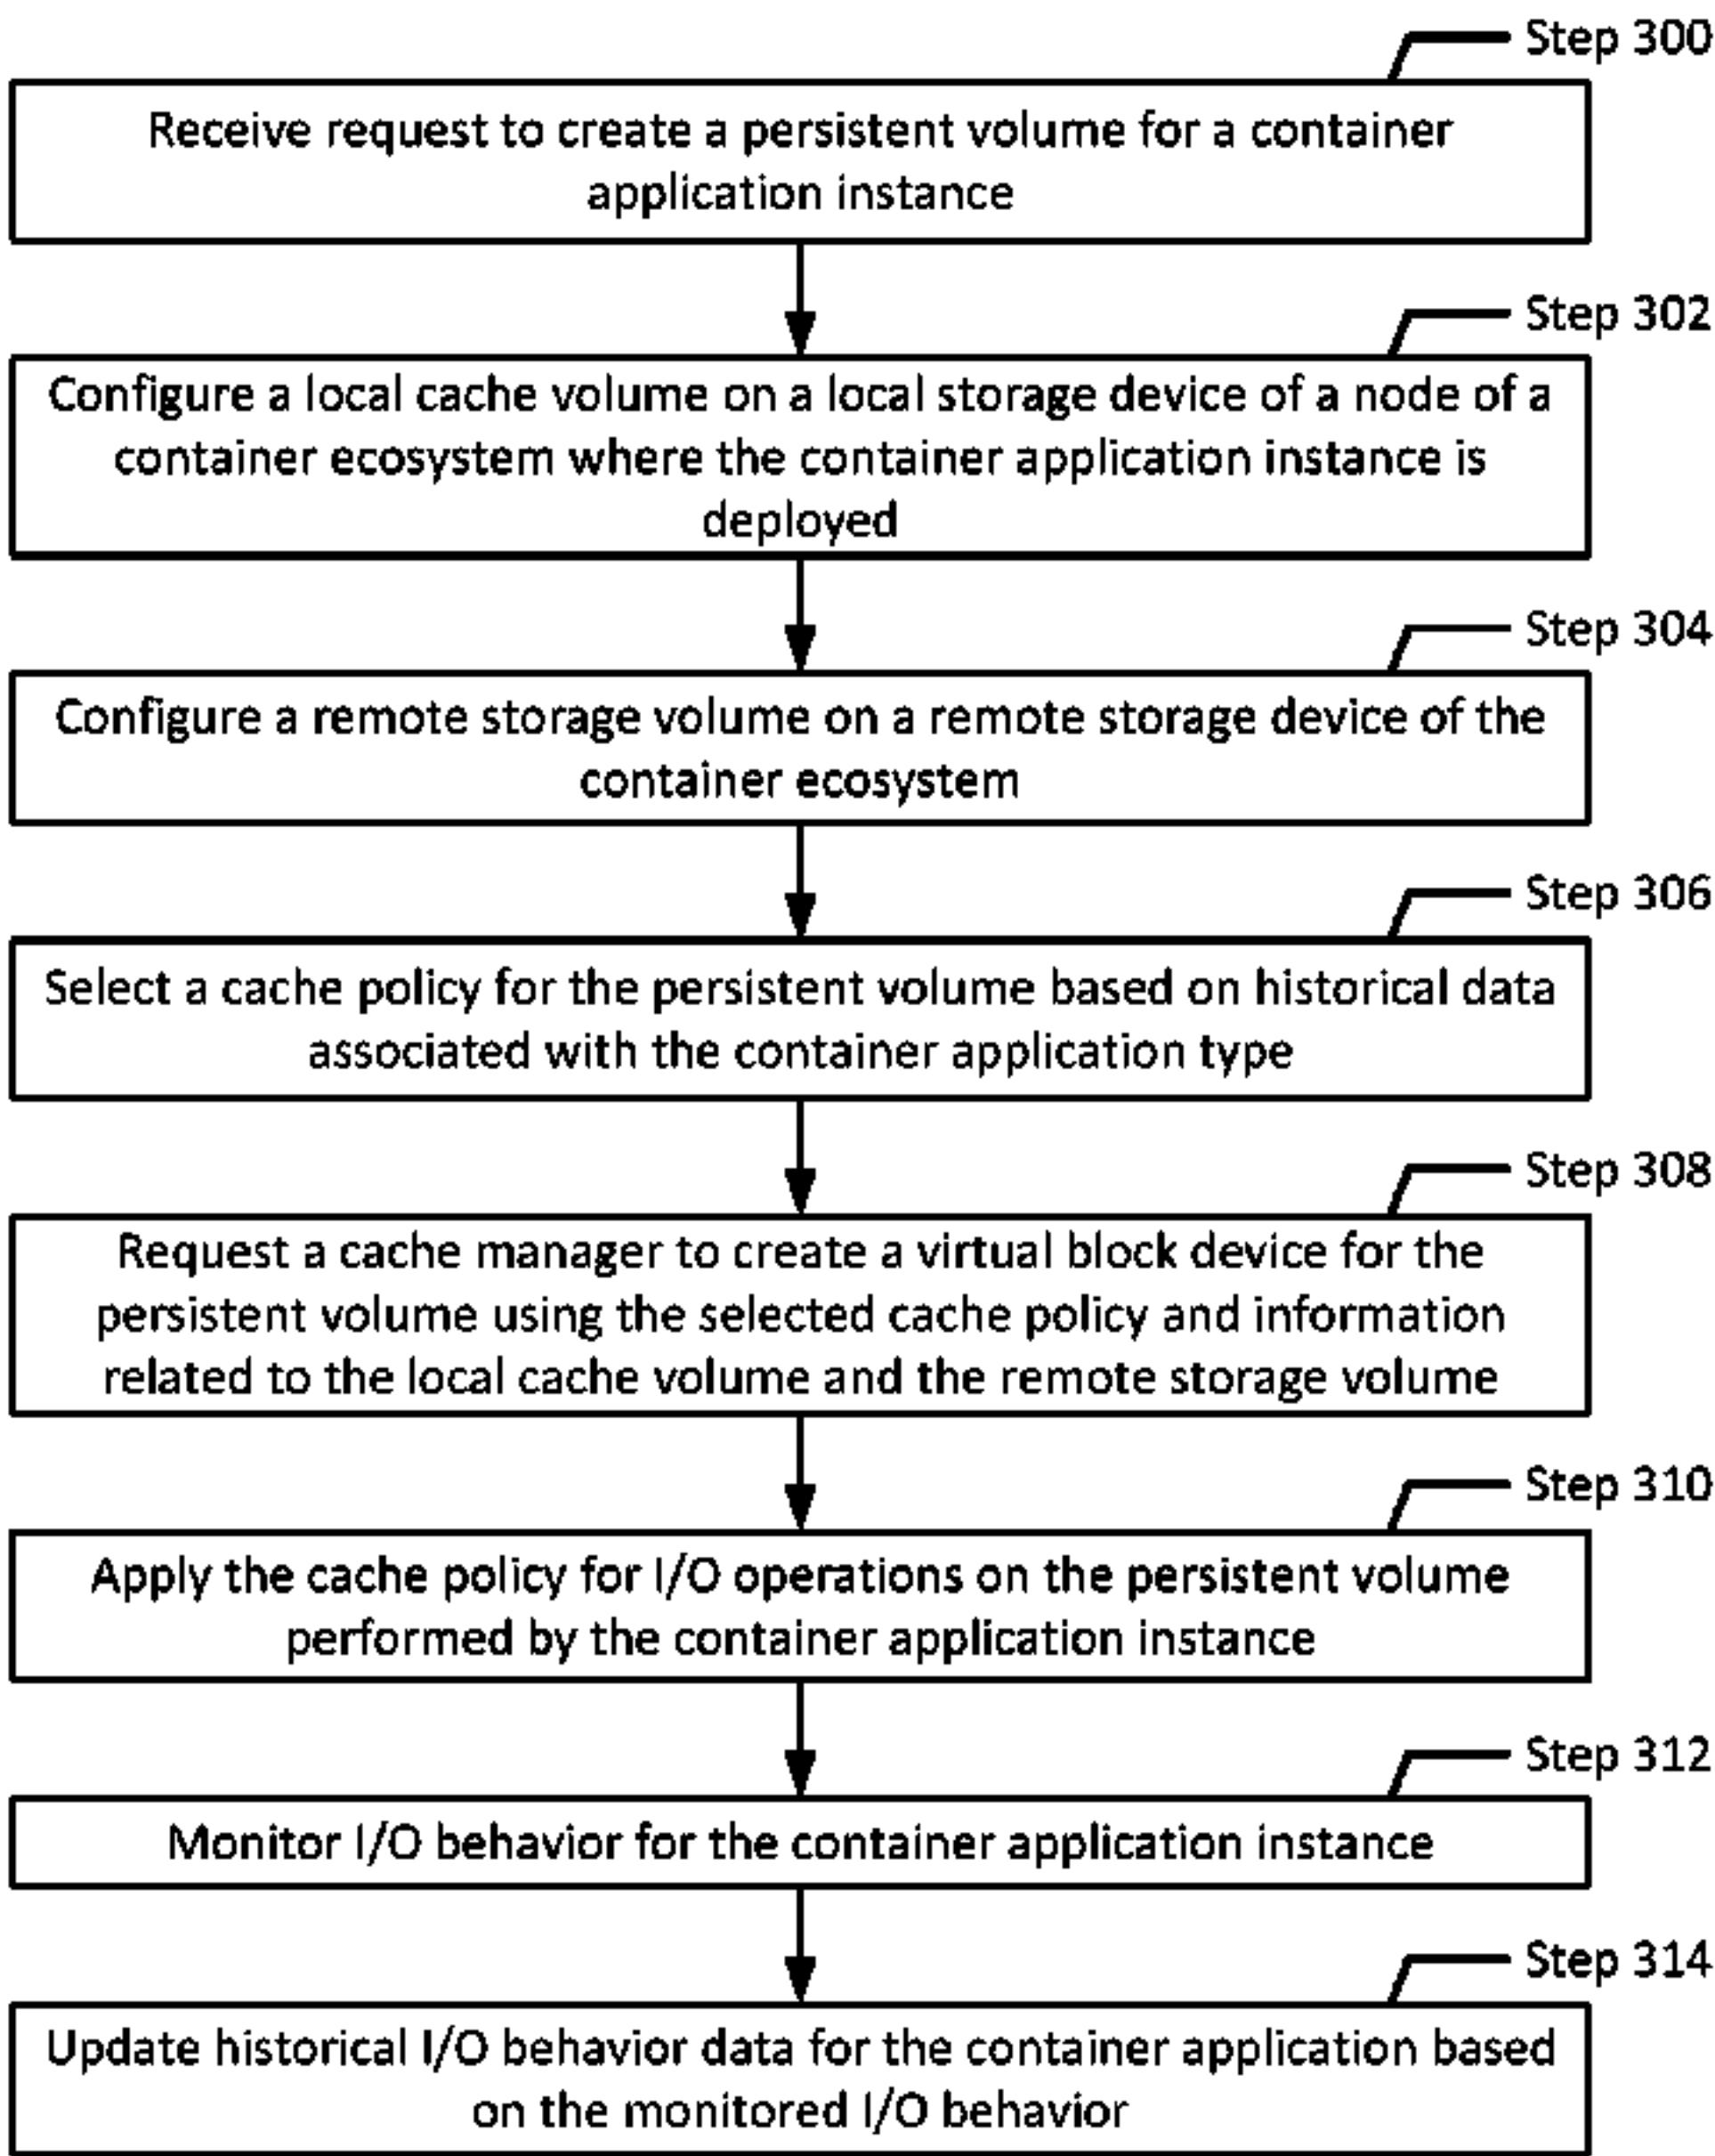 Step 300
Receive request to create a persistent volume for a container
application instance
Step 302
Configure a local cache volume on a local storage device of a node of a
container ecosystem where the container application instance is
deployed
Step 304
Configure a remote storage volume on a remote storage device of the
container ecosystem
Step 306
Select a cache policy for the persistent volume based on historical data
associated with the container application type
Step 308
Request a cache manager to create a virtual block device for the
persistent volume using the selected cache policy and information
related to the local cache volume and the remote storage volume
Step 310
Apply the cache policy for I/O operations on the persistent volume
performed by the container application instance
Step 312
Monitor I/O behavior for the container application instance
Step 314
Update historical I/O behavior data for the container application based
on the monitored I/O behavior